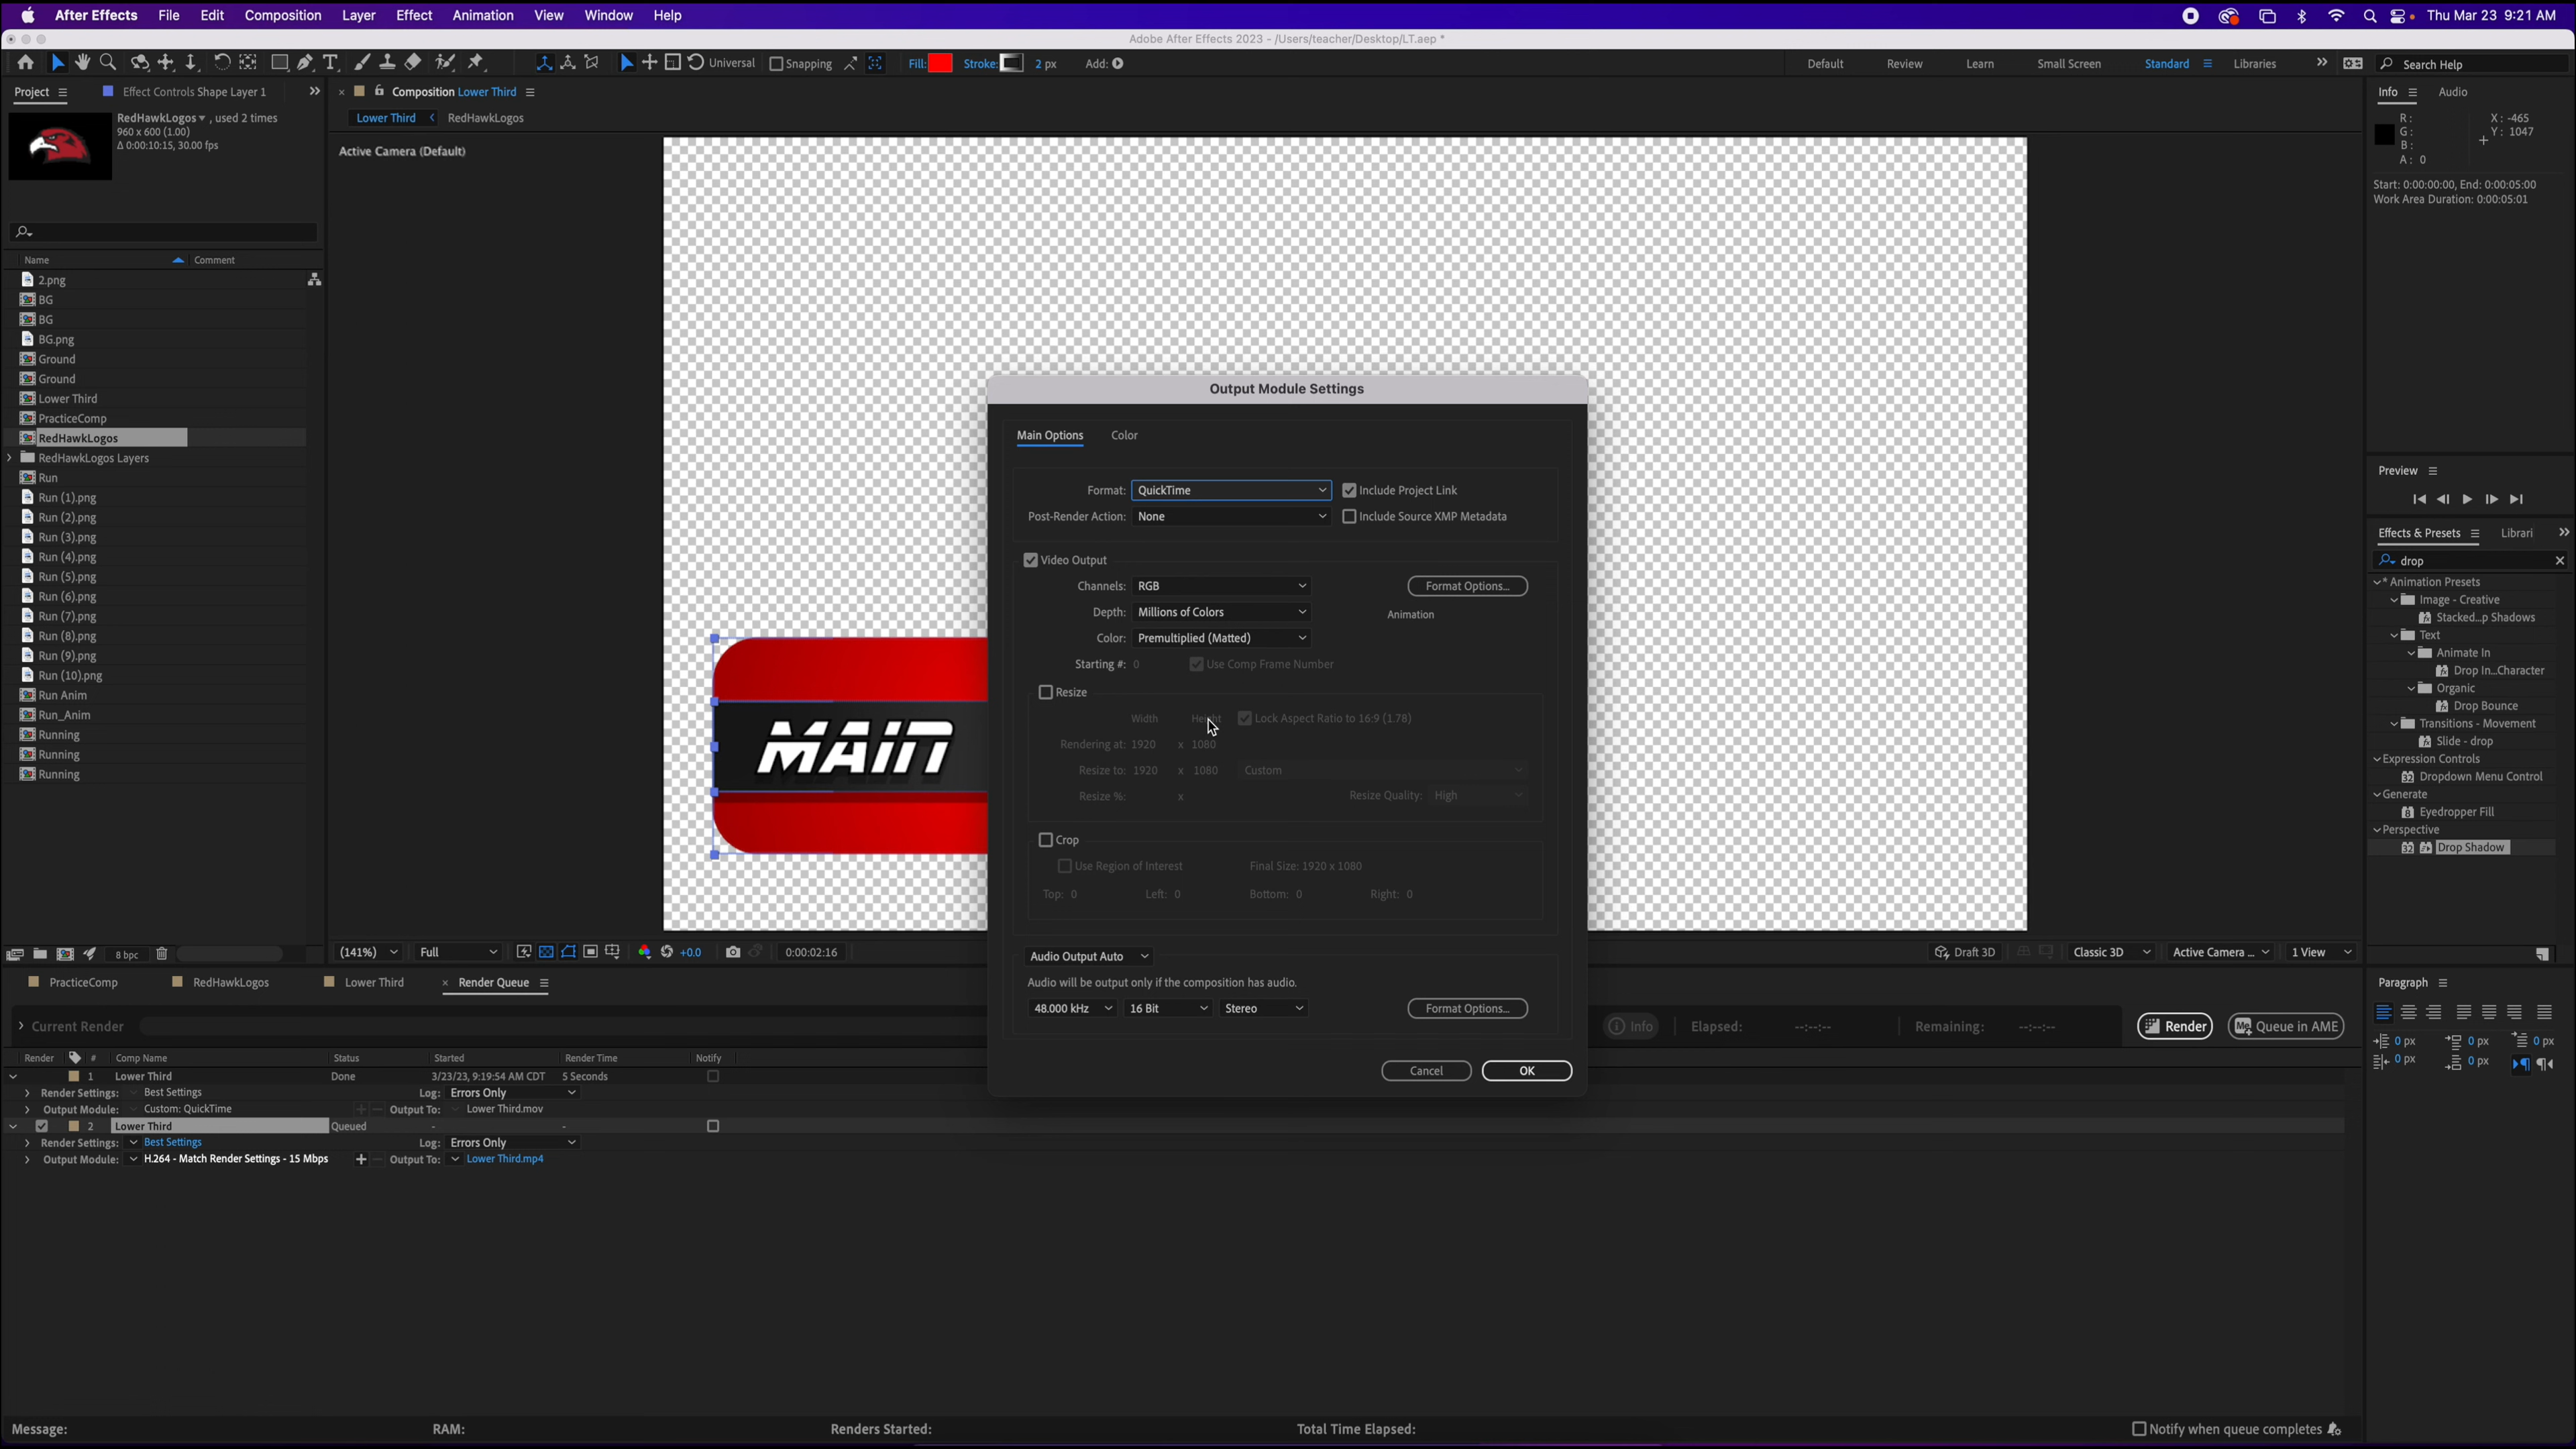 After Effects File Edit Composition Layer Effect Animation View Window Help Thu Mar 23 9:21 AM
Adobe After Effects 2023 - /Users/teacher/Desktop/LT.aep *
Universal Snapping Fill: Stroke: 2 px Add: Default Review Learn Small Screen Standard Libraries Search Help
Project Effect Controls Shape Layer 1 Composition Lower Third Info Audio
RedHawkLogos , used 2 times
960 x 600 (1.00)
Δ 0:00:10:15, 30.00 fps
Lower Third RedHawkLogos
Active Camera (Default)
R:
G:
B:
A: 0
X: -465
Y: 1047
Start: 0:00:00:00, End: 0:00:05:00
Work Area Duration: 0:00:05:01
Name Comment
2.png
BG
BG
BG.png
Ground
Ground
Lower Third
PracticeComp
RedHawkLogos
RedHawkLogos Layers
Run
Run (1).png
Run (2).png
Run (3).png
Run (4).png
Run (5).png
Run (6).png
Run (7).png
Run (8).png
Run (9).png
Run (10).png
Run Anim
Run_Anim
Running
Running
Running
8 bpc
MAIN
Output Module Settings
Main Options Color
Format: QuickTime Include Project Link
Post-Render Action: None Include Source XMP Metadata
Video Output
Channels: RGB Format Options...
Depth: Millions of Colors Animation
Color: Premultiplied (Matted)
Starting #: 0 Use Comp Frame Number
Resize
Width Height Lock Aspect Ratio to 16:9 (1.78)
Rendering at: 1920 x 1080
Resize to: 1920 x 1080 Custom
Resize %: x Resize Quality: High
Crop
Use Region of Interest Final Size: 1920 x 1080
Top: 0 Left: 0 Bottom: 0 Right: 0
Audio Output Auto
Audio will be output only if the composition has audio.
48.000 kHz 16 Bit Stereo Format Options...
Cancel OK
Preview
Effects & Presets Librari
drop
* Animation Presets
Image - Creative
Stacked...p Shadows
Text
Animate In
Drop In...Character
Organic
Drop Bounce
Transitions - Movement
Slide - drop
Expression Controls
Dropdown Menu Control
Generate
Eyedropper Fill
Perspective
Drop Shadow
(141%) Full +0.0 0:00:02:16 Draft 3D Classic 3D Active Camera ... 1 View
PracticeComp RedHawkLogos Lower Third Render Queue
Current Render Info Elapsed: --:--:-- Remaining: --:--:-- Render Queue in AME
Render # Comp Name Status Started Render Time Notify
1 Lower Third Done 3/23/23, 9:19:54 AM CDT 5 Seconds
Render Settings: Best Settings Log: Errors Only
Output Module: Custom: QuickTime Output To: Lower Third.mov
2 Lower Third Queued - -
Render Settings: Best Settings Log: Errors Only
Output Module: H.264 - Match Render Settings - 15 Mbps Output To: Lower Third.mp4
Paragraph
0 px 0 px 0 px
0 px 0 px
Message: RAM: Renders Started: Total Time Elapsed: Notify when queue completes